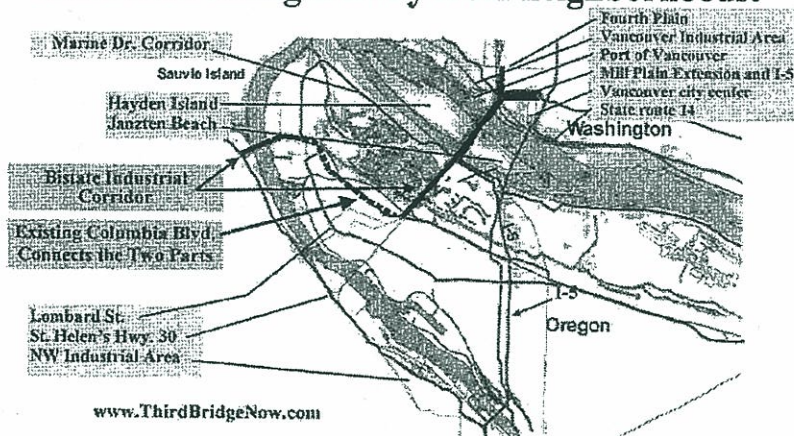 Fourth Plain
Vancouver Industrial Area
Port of Vancouver
Mill Plain Extension and I-5
Vancouver city center
State route 14
Marine Dr. Corridor
Sauvio Island
Hayden Island
Janzten Beach
Washington
Bistate Industrial
Corridor
Existing Columbia Blvd.
Connects the Two Parts
I-5
I-5
Oregon
Lombard St.
St. Helen's Hwy. 30
NW Industrial Area
www.ThirdBridgeNow.com